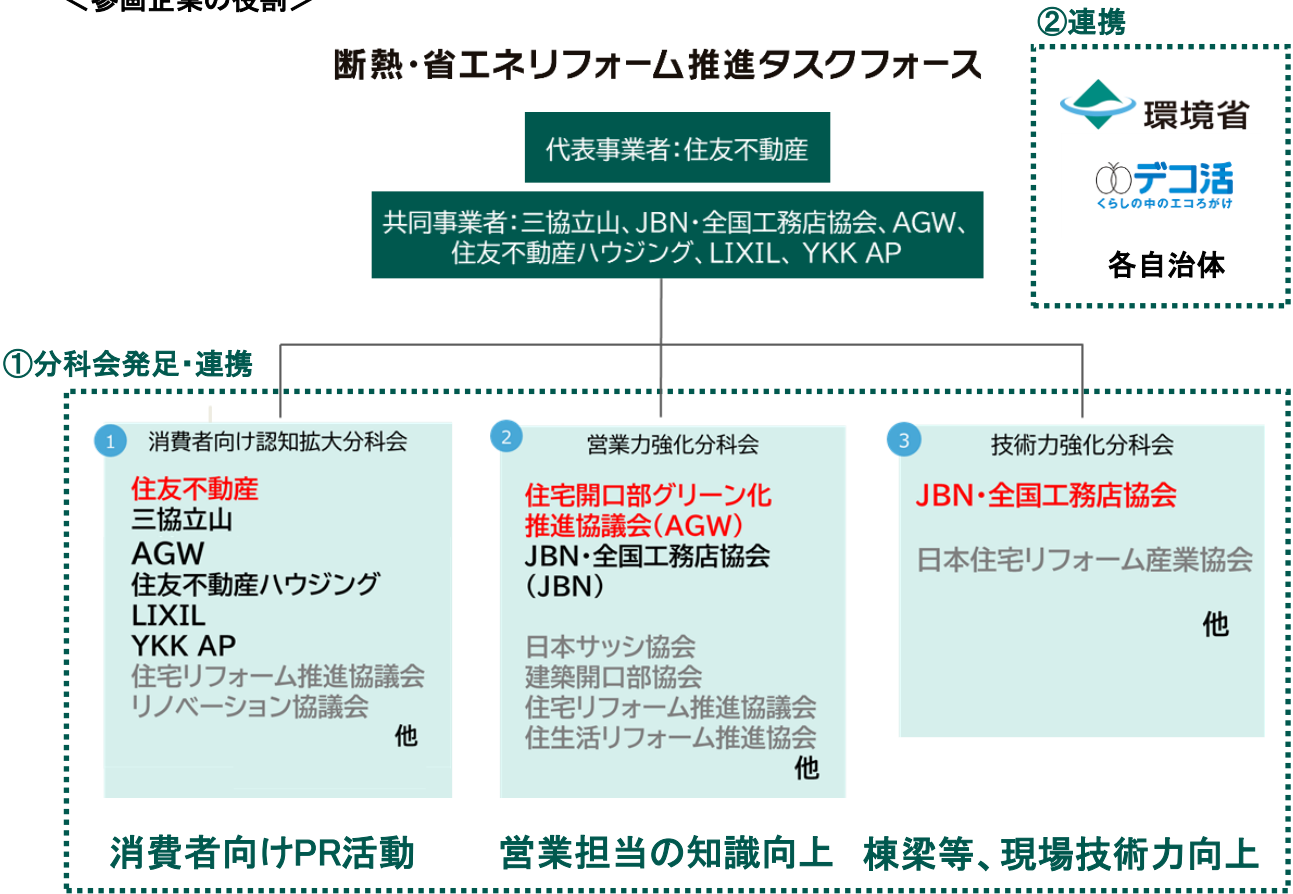 ＜参画企業の役割＞
断熱・省エネリフォーム推進タスクフォース
代表事業者：住友不動産
共同事業者：三協立山、JBN・全国工務店協会、AGW、
住友不動産ハウジング、LIXIL、YKK AP
②連携
環境省
デコ活
くらしの中のエコろがけ
各自治体
①分科会発足・連携
1 消費者向け認知拡大分科会
住友不動産
三協立山
AGW
住友不動産ハウジング
LIXIL
YKK AP
住宅リフォーム推進協議会
リノベーション協議会
他
消費者向けPR活動
2 営業力強化分科会
住宅開口部グリーン化
推進協議会（AGW）
JBN・全国工務店協会
（JBN）
日本サッシ協会
建築開口部協会
住宅リフォーム推進協議会
住生活リフォーム推進協会
他
営業担当の知識向上
3 技術力強化分科会
JBN・全国工務店協会
日本住宅リフォーム産業協会
他
棟梁等、現場技術力向上